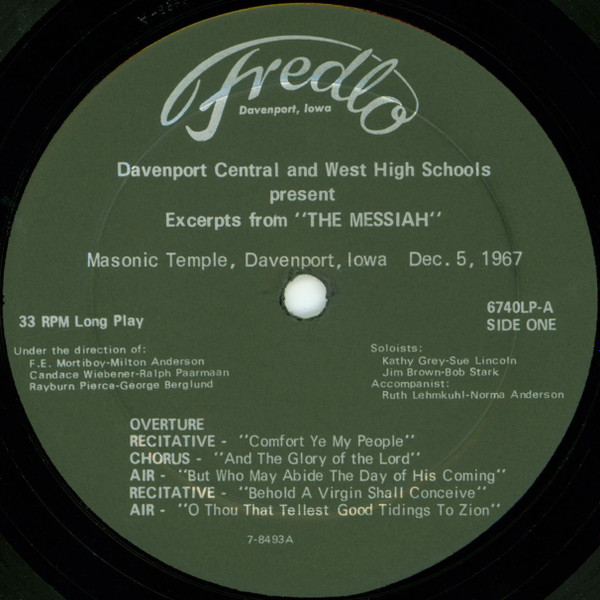 Fredlo
Davenport, Iowa
Davenport Central and West High Schools
present
Excerpts from "THE MESSIAH"
Masonic Temple, Davenport, Iowa Dec. 5, 1967
33 RPM Long Play
6740LP-A
SIDE ONE
Under the direction of:
F.E. Mortiboy-Milton Anderson
Candace Wiebener-Ralph Paarmaan
Rayburn Pierce-George Berglund
Soloists:
Kathy Grey-Sue Lincoln
Jim Brown-Bob Stark
Accompanist:
Ruth Lehmkuhl-Norma Anderson
OVERTURE
RECITATIVE - "Comfort Ye My People"
CHORUS - "And The Glory of the Lord"
AIR - "But Who May Abide The Day of His Coming"
RECITATIVE - "Behold A Virgin Shall Conceive"
AIR - "O Thou That Tellest Good Tidings To Zion"
7-8493A